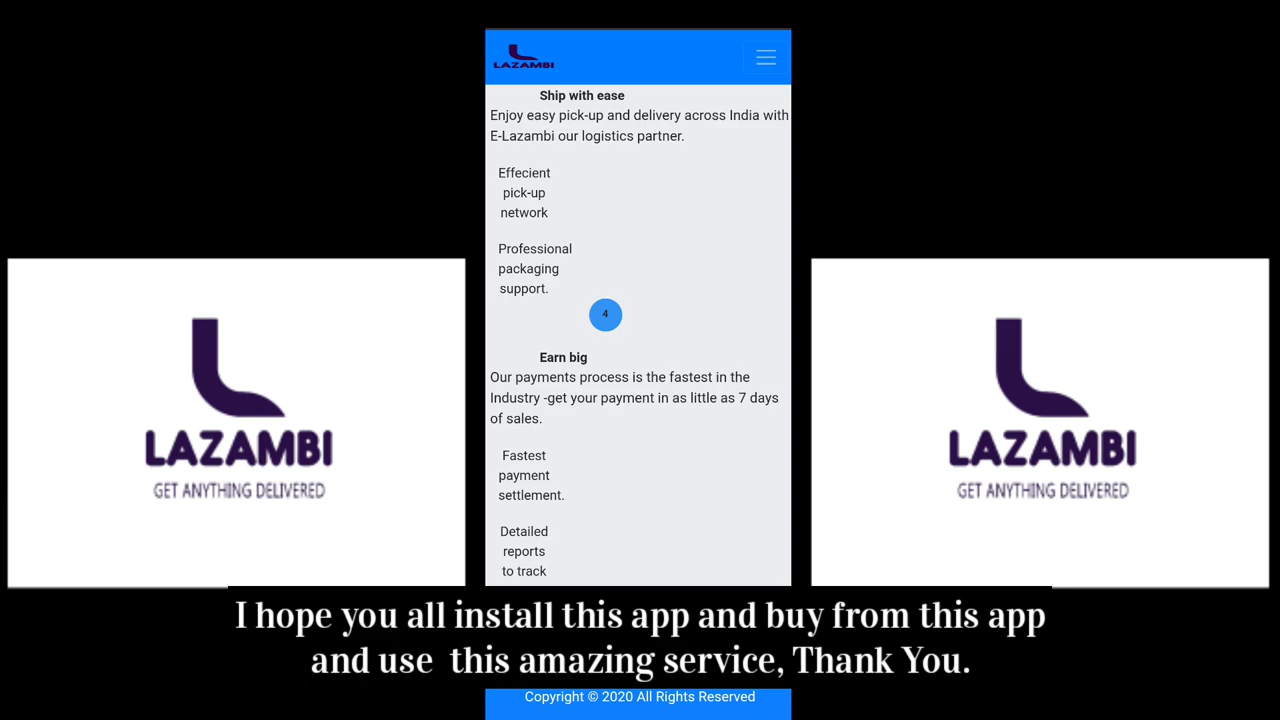 LAZAMBI
Ship with ease
Enjoy easy pick-up and delivery across India with
E-Lazambi our logistics partner.
Effecient
pick-up
network
Professional
packaging
support.
4
Earn big
Our payments process is the fastest in the
Industry -get your payment in as little as 7 days
of sales.
Fastest
payment
settlement.
Detailed
reports
to track
LAZAMBI
GET ANYTHING DELIVERED
LAZAMBI
GET ANYTHING DELIVERED
I hope you all install this app and buy from this app
and use this amazing service, Thank You.
Copyright © 2020 All Rights Reserved